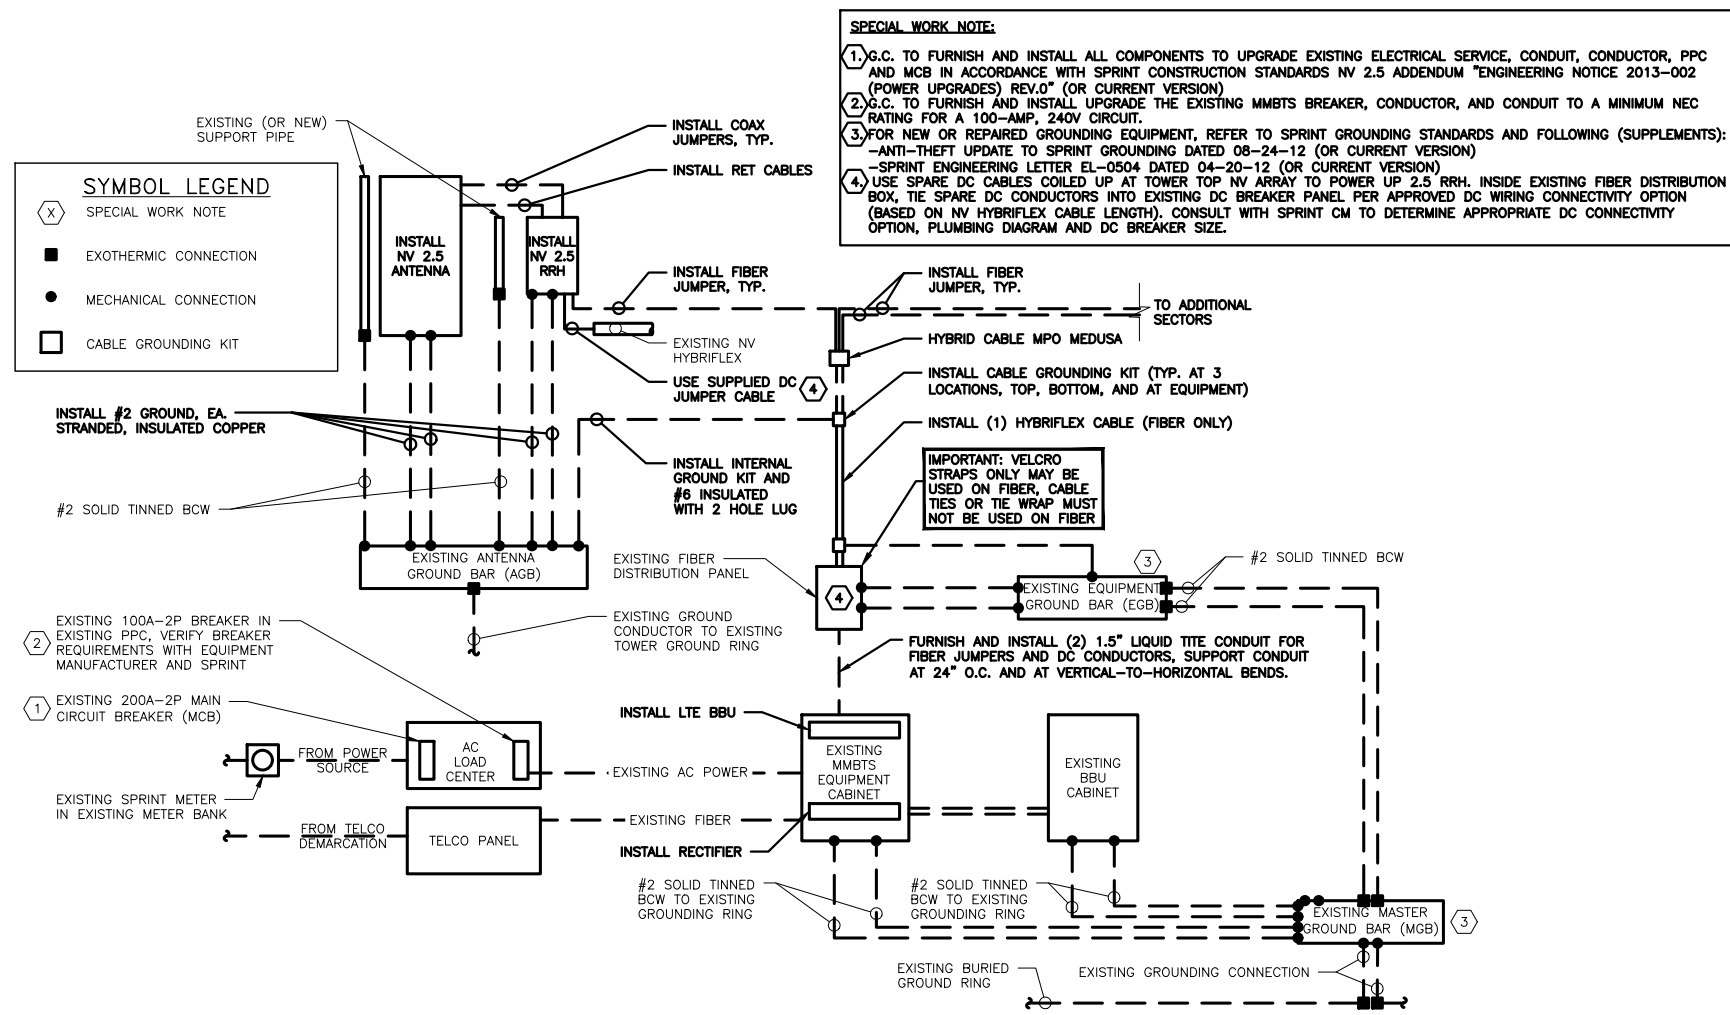 SPECIAL WORK NOTE:
1. G.C. TO FURNISH AND INSTALL ALL COMPONENTS TO UPGRADE EXISTING ELECTRICAL SERVICE, CONDUIT, CONDUCTOR, PPC
AND MCB IN ACCORDANCE WITH SPRINT CONSTRUCTION STANDARDS NV 2.5 ADDENDUM "ENGINEERING NOTICE 2013-002
(POWER UPGRADES) REV.0" (OR CURRENT VERSION)
2. G.C. TO FURNISH AND INSTALL UPGRADE THE EXISTING MMBTS BREAKER, CONDUCTOR, AND CONDUIT TO A MINIMUM NEC
RATING FOR A 100-AMP, 240V CIRCUIT.
3. FOR NEW OR REPAIRED GROUNDING EQUIPMENT, REFER TO SPRINT GROUNDING STANDARDS AND FOLLOWING (SUPPLEMENTS):
-ANTI-THEFT UPDATE TO SPRINT GROUNDING DATED 08-24-12 (OR CURRENT VERSION)
-SPRINT ENGINEERING LETTER EL-0504 DATED 04-20-12 (OR CURRENT VERSION)
4. USE SPARE DC CABLES COILED UP AT TOWER TOP NV ARRAY TO POWER UP 2.5 RRH. INSIDE EXISTING FIBER DISTRIBUTION
BOX, TIE SPARE DC CONDUCTORS INTO EXISTING DC BREAKER PANEL PER APPROVED DC WIRING CONNECTIVITY OPTION
(BASED ON NV HYBRIFLEX CABLE LENGTH). CONSULT WITH SPRINT CM TO DETERMINE APPROPRIATE DC CONNECTIVITY
OPTION, PLUMBING DIAGRAM AND DC BREAKER SIZE.
EXISTING (OR NEW)
SUPPORT PIPE
INSTALL COAX
JUMPERS, TYP.
INSTALL RET CABLES
SYMBOL LEGEND
X SPECIAL WORK NOTE
EXOTHERMIC CONNECTION
MECHANICAL CONNECTION
CABLE GROUNDING KIT
INSTALL
NV 2.5
ANTENNA
INSTALL
NV 2.5
RRH
INSTALL FIBER
JUMPER, TYP.
INSTALL FIBER
JUMPER, TYP.
TO ADDITIONAL
SECTORS
EXISTING NV
HYBRIFLEX
HYBRID CABLE MPO MEDUSA
USE SUPPLIED DC
JUMPER CABLE
4
INSTALL CABLE GROUNDING KIT (TYP. AT 3
LOCATIONS, TOP, BOTTOM, AND AT EQUIPMENT)
INSTALL #2 GROUND, EA.
STRANDED, INSULATED COPPER
INSTALL (1) HYBRIFLEX CABLE (FIBER ONLY)
INSTALL INTERNAL
GROUND KIT AND
#6 INSULATED
WITH 2 HOLE LUG
IMPORTANT: VELCRO
STRAPS ONLY MAY BE
USED ON FIBER, CABLE
TIES OR TIE WRAP MUST
NOT BE USED ON FIBER
#2 SOLID TINNED BCW
EXISTING ANTENNA
GROUND BAR (AGB)
EXISTING FIBER
DISTRIBUTION PANEL
4
3
EXISTING EQUIPMENT
GROUND BAR (EGB)
#2 SOLID TINNED BCW
EXISTING GROUND
CONDUCTOR TO EXISTING
TOWER GROUND RING
2
EXISTING 100A-2P BREAKER IN
EXISTING PPC, VERIFY BREAKER
REQUIREMENTS WITH EQUIPMENT
MANUFACTURER AND SPRINT
FURNISH AND INSTALL (2) 1.5" LIQUID TITE CONDUIT FOR
FIBER JUMPERS AND DC CONDUCTORS, SUPPORT CONDUIT
AT 24" O.C. AND AT VERTICAL-TO-HORIZONTAL BENDS.
1
EXISTING 200A-2P MAIN
CIRCUIT BREAKER (MCB)
INSTALL LTE BBU
FROM POWER
SOURCE
AC
LOAD
CENTER
EXISTING AC POWER
EXISTING
MMBTS
EQUIPMENT
CABINET
EXISTING
BBU
CABINET
EXISTING SPRINT METER
IN EXISTING METER BANK
FROM TELCO
DEMARCATION
TELCO PANEL
EXISTING FIBER
INSTALL RECTIFIER
#2 SOLID TINNED
BCW TO EXISTING
GROUNDING RING
#2 SOLID TINNED
BCW TO EXISTING
GROUNDING RING
EXISTING MASTER
GROUND BAR (MGB)
3
EXISTING BURIED
GROUND RING
EXISTING GROUNDING CONNECTION